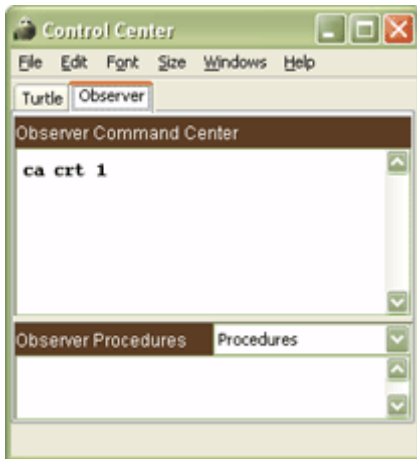 Control Center
File Edit Font Size Windows Help
Turtle Observer
Observer Command Center
ca crt 1
Observer Procedures Procedures